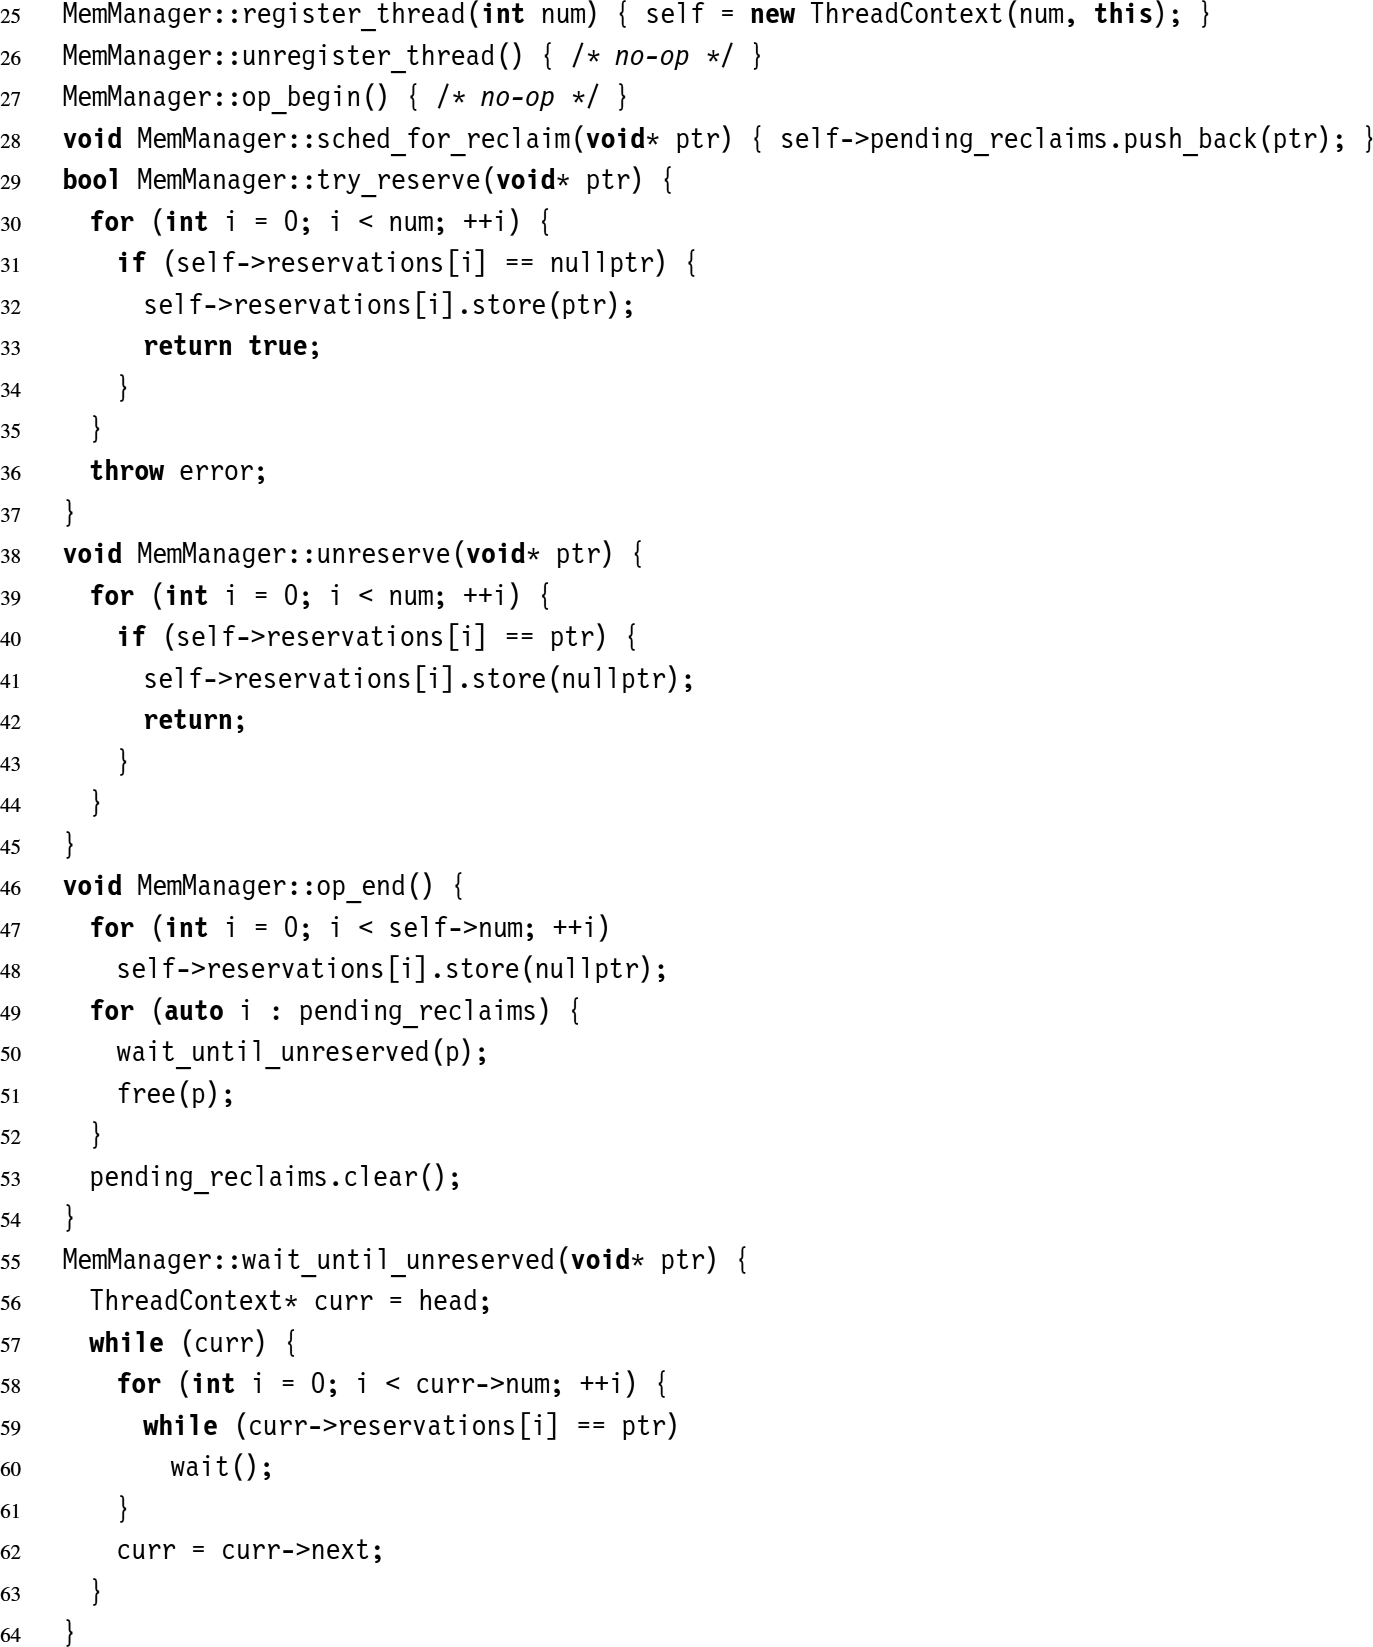 25 MemManager::register_thread(int num) { self = new ThreadContext(num, this); }
26 MemManager::unregister_thread() { /* no-op */ }
27 MemManager::op_begin() { /* no-op */ }
28 void MemManager::sched_for_reclaim(void* ptr) { self->pending_reclaims.push_back(ptr); }
29 bool MemManager::try_reserve(void* ptr) {
30 for (int i = 0; i < num; ++i) {
31 if (self->reservations[i] == nullptr) {
32 self->reservations[i].store(ptr);
33 return true;
34 }
35 }
36 throw error;
37 }
38 void MemManager::unreserve(void* ptr) {
39 for (int i = 0; i < num; ++i) {
40 if (self->reservations[i] == ptr) {
41 self->reservations[i].store(nullptr);
42 return;
43 }
44 }
45 }
46 void MemManager::op_end() {
47 for (int i = 0; i < self->num; ++i)
48 self->reservations[i].store(nullptr);
49 for (auto i : pending_reclaims) {
50 wait_until_unreserved(p);
51 free(p);
52 }
53 pending_reclaims.clear();
54 }
55 MemManager::wait_until_unreserved(void* ptr) {
56 ThreadContext* curr = head;
57 while (curr) {
58 for (int i = 0; i < curr->num; ++i) {
59 while (curr->reservations[i] == ptr)
60 wait();
61 }
62 curr = curr->next;
63 }
64 }